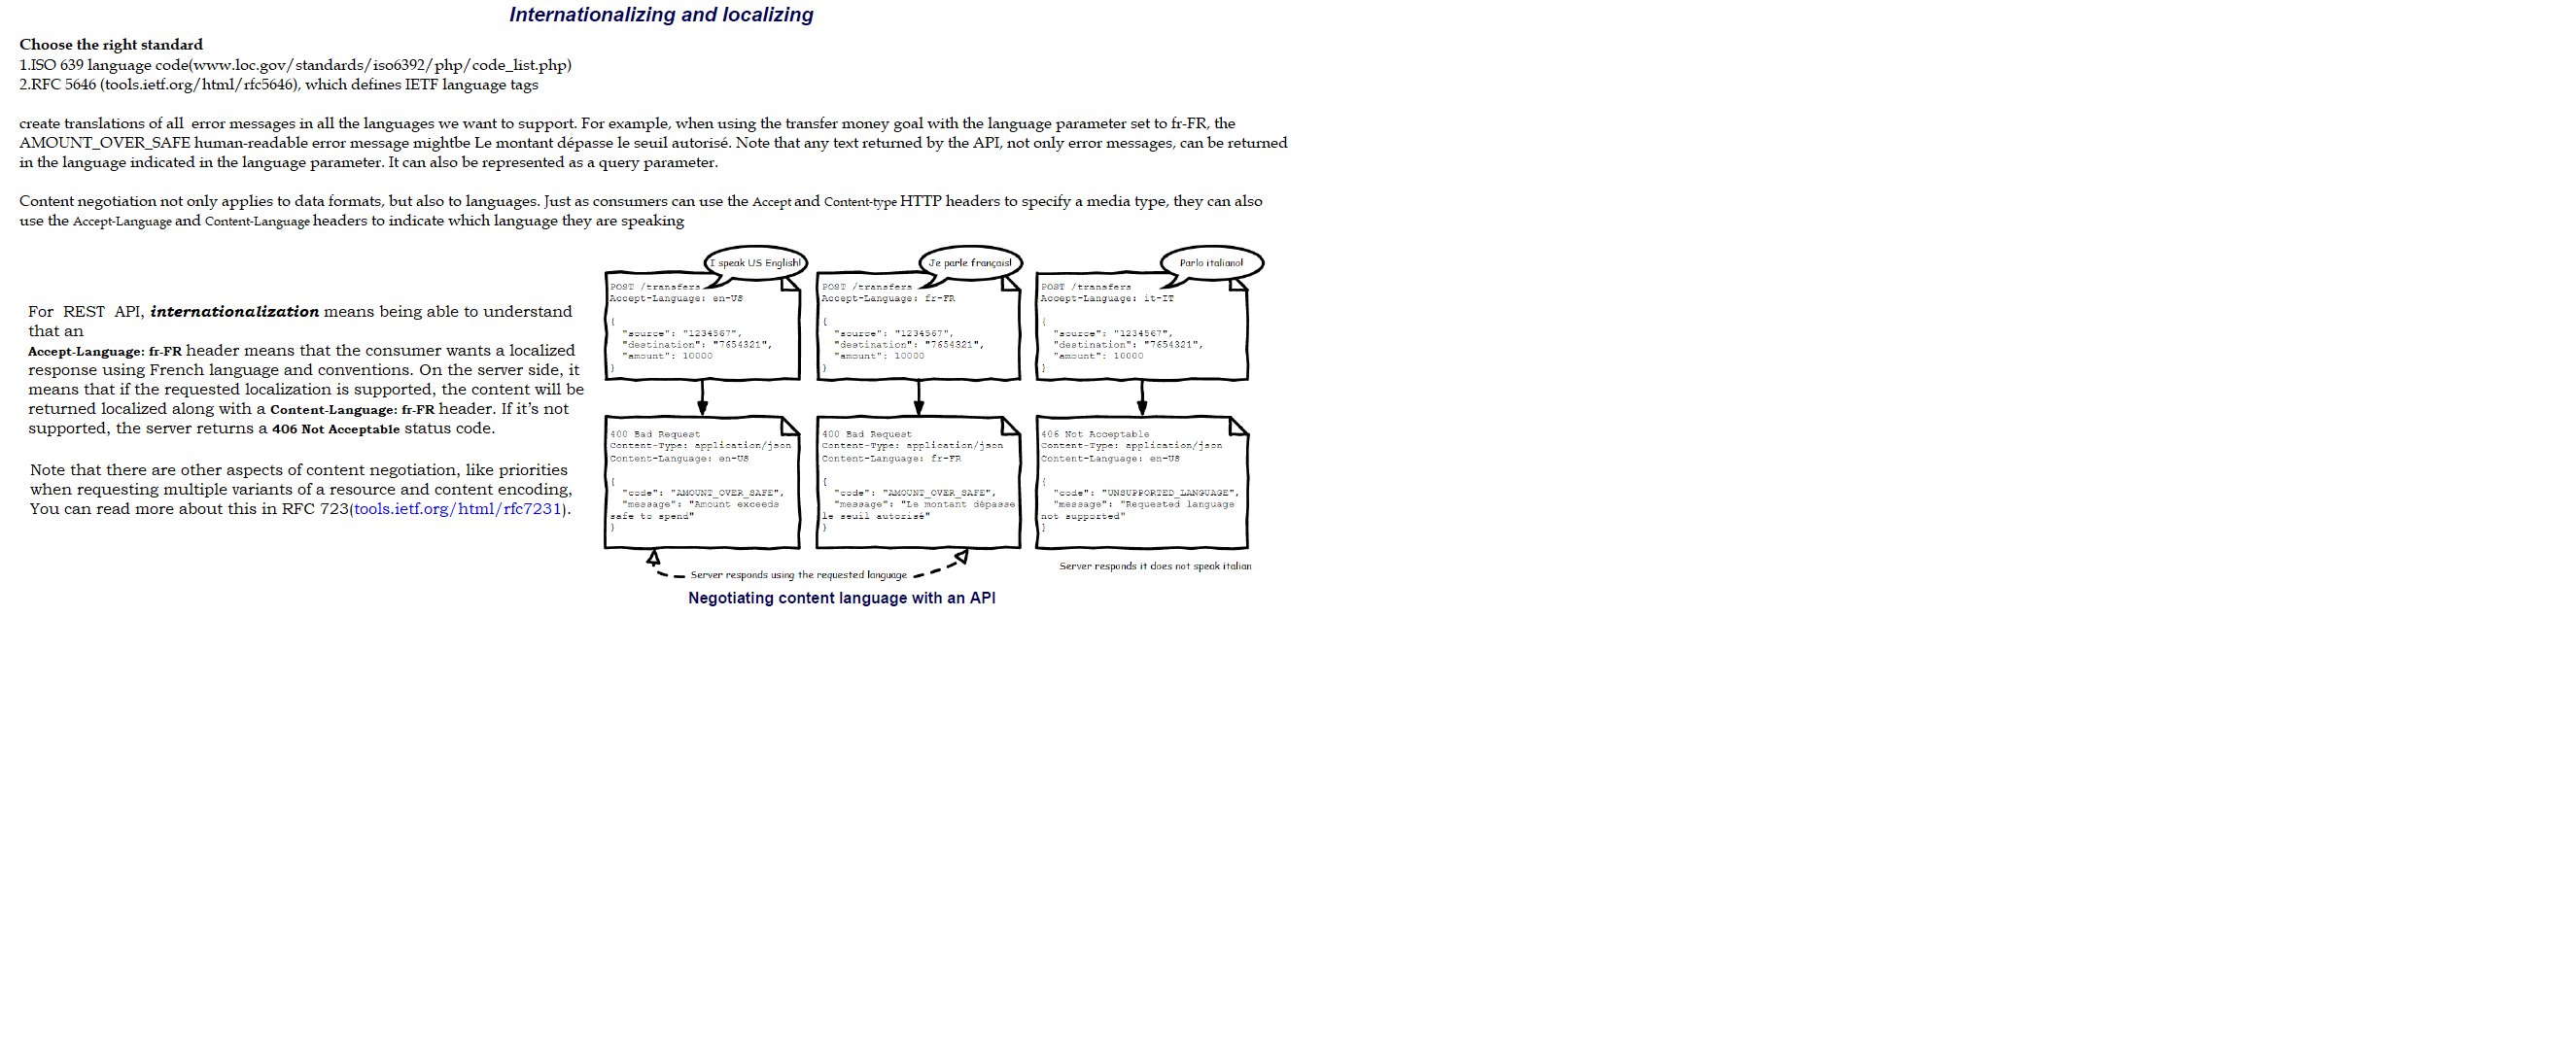 Internationalizing and localizing
Choose the right standard
1.ISO 639 language code(www.loc.gov/standards/iso6392/php/code_list.php)
2.RFC 5646 (tools.ietf.org/html/rfc5646), which defines IETF language tags
create translations of all  error messages in all the languages we want to support. For example, when using the transfer money goal with the language parameter set to fr-FR, the
AMOUNT_OVER_SAFE human-readable error message mightbe Le montant dépasse le seuil autorisé. Note that any text returned by the API, not only error messages, can be returned
in the language indicated in the language parameter. It can also be represented as a query parameter.
Content negotiation not only applies to data formats, but also to languages. Just as consumers can use the Accept and Content-type HTTP headers to specify a media type, they can also
use the Accept-Language and Content-Language headers to indicate which language they are speaking
For  REST  API, internationalization means being able to understand
that an
Accept-Language: fr-FR header means that the consumer wants a localized
response using French language and conventions. On the server side, it
means that if the requested localization is supported, the content will be
returned localized along with a Content-Language: fr-FR header. If it's not
supported, the server returns a 406 Not Acceptable status code.
Note that there are other aspects of content negotiation, like priorities
when requesting multiple variants of a resource and content encoding,
You can read more about this in RFC 723(tools.ietf.org/html/rfc7231).
I speak US English!
POST /transfers
Accept-Language: en-US
{
"source": "1234567",
"destination": "7654321",
"amount": 10000
}
Je parle français!
POST /transfers
Accept-Language: fr-FR
{
"source": "1234567",
"destination": "7654321",
"amount": 10000
}
Parlo italiano!
POST /transfers
Accept-Language: it-IT
{
"source": "1234567",
"destination": "7654321",
"amount": 10000
}
400 Bad Request
Content-Type: application/json
Content-Language: en-US
{
"code": "AMOUNT_OVER_SAFE",
"message": "Amount exceeds
safe to spend"
}
400 Bad Request
Content-Type: application/json
Content-Language: fr-FR
{
"code": "AMOUNT_OVER_SAFE",
"message": "Le montant dépasse
le seuil autorisé"
}
406 Not Acceptable
Content-Type: application/json
Content-Language: en-US
{
"code": "UNSUPPORTED_LANGUAGE",
"message": "Requested language
not supported"
}
Server responds using the requested language
Server responds it does not speak italian
Negotiating content language with an API